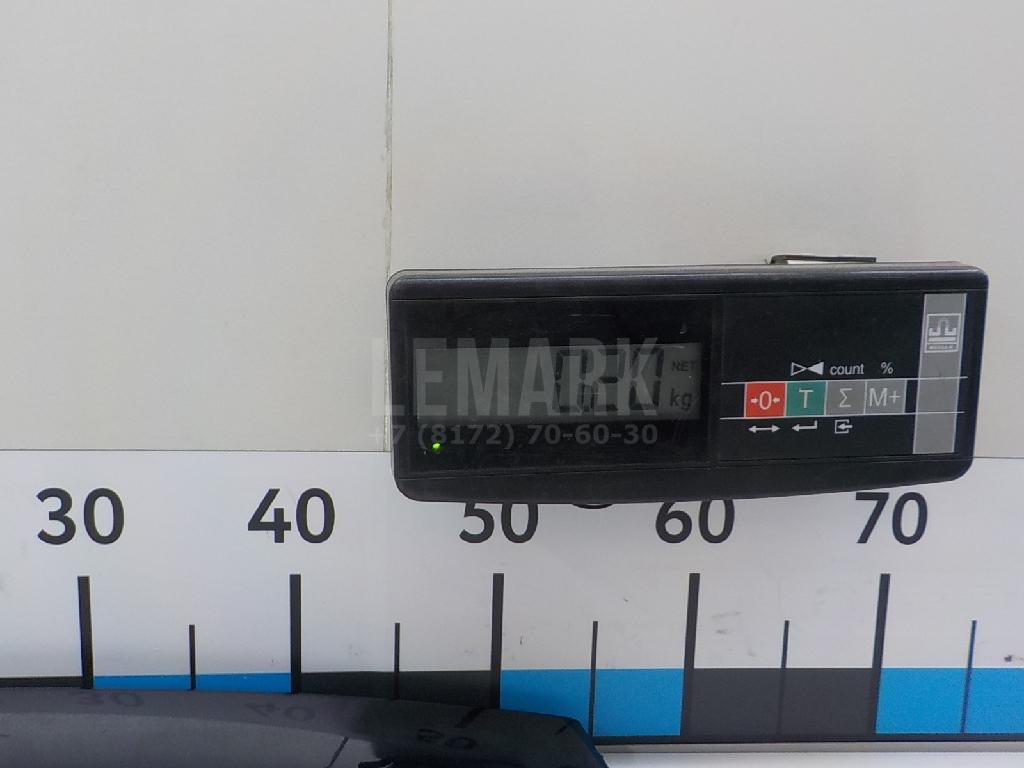 LEMARK
+7 (8172) 70-60-30
NET
kg
count %
→0← T Σ M+
30 40 50 60 70